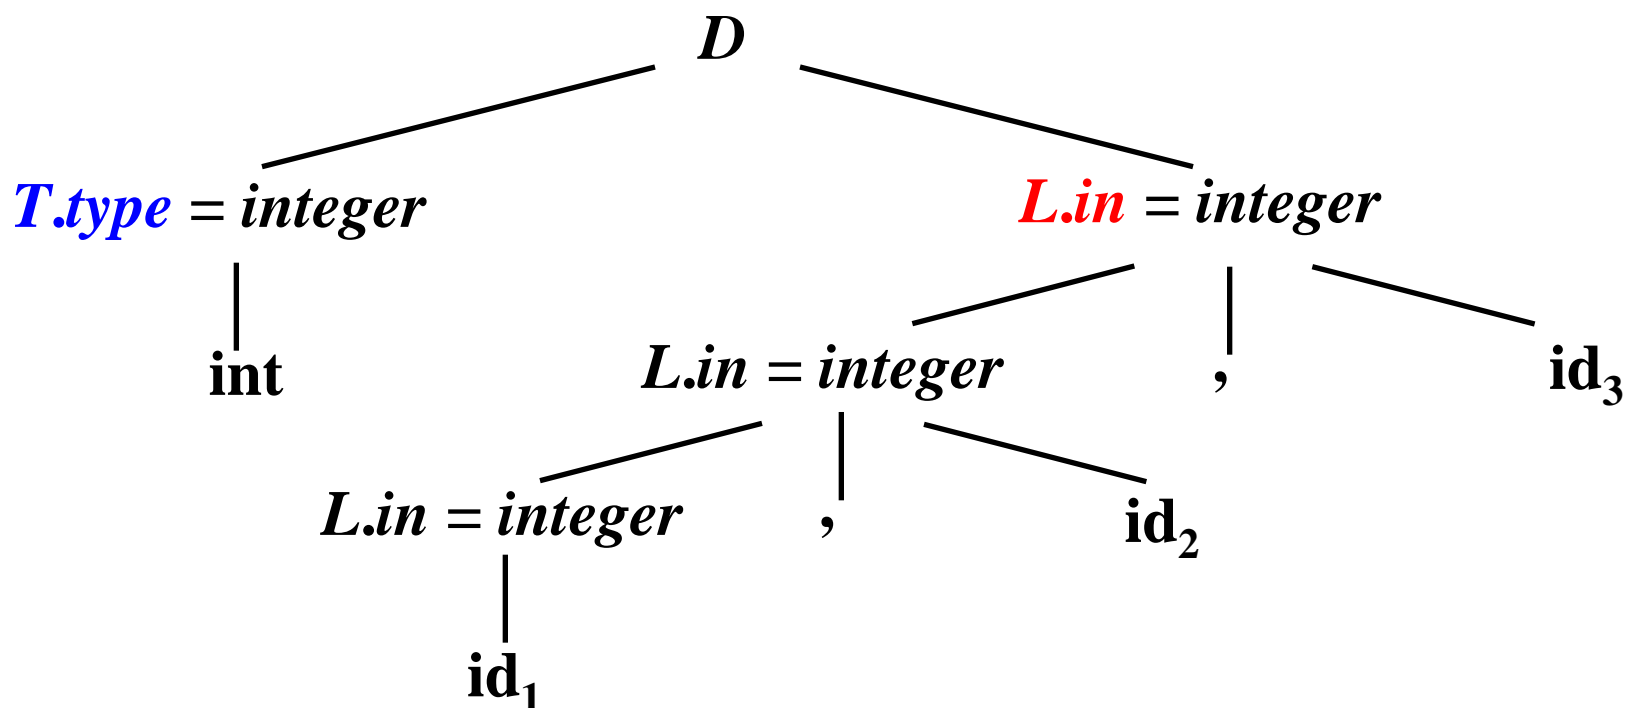 D
T.type = integer L.in = integer
int L.in = integer , id₃
L.in = integer , id₂
id₁